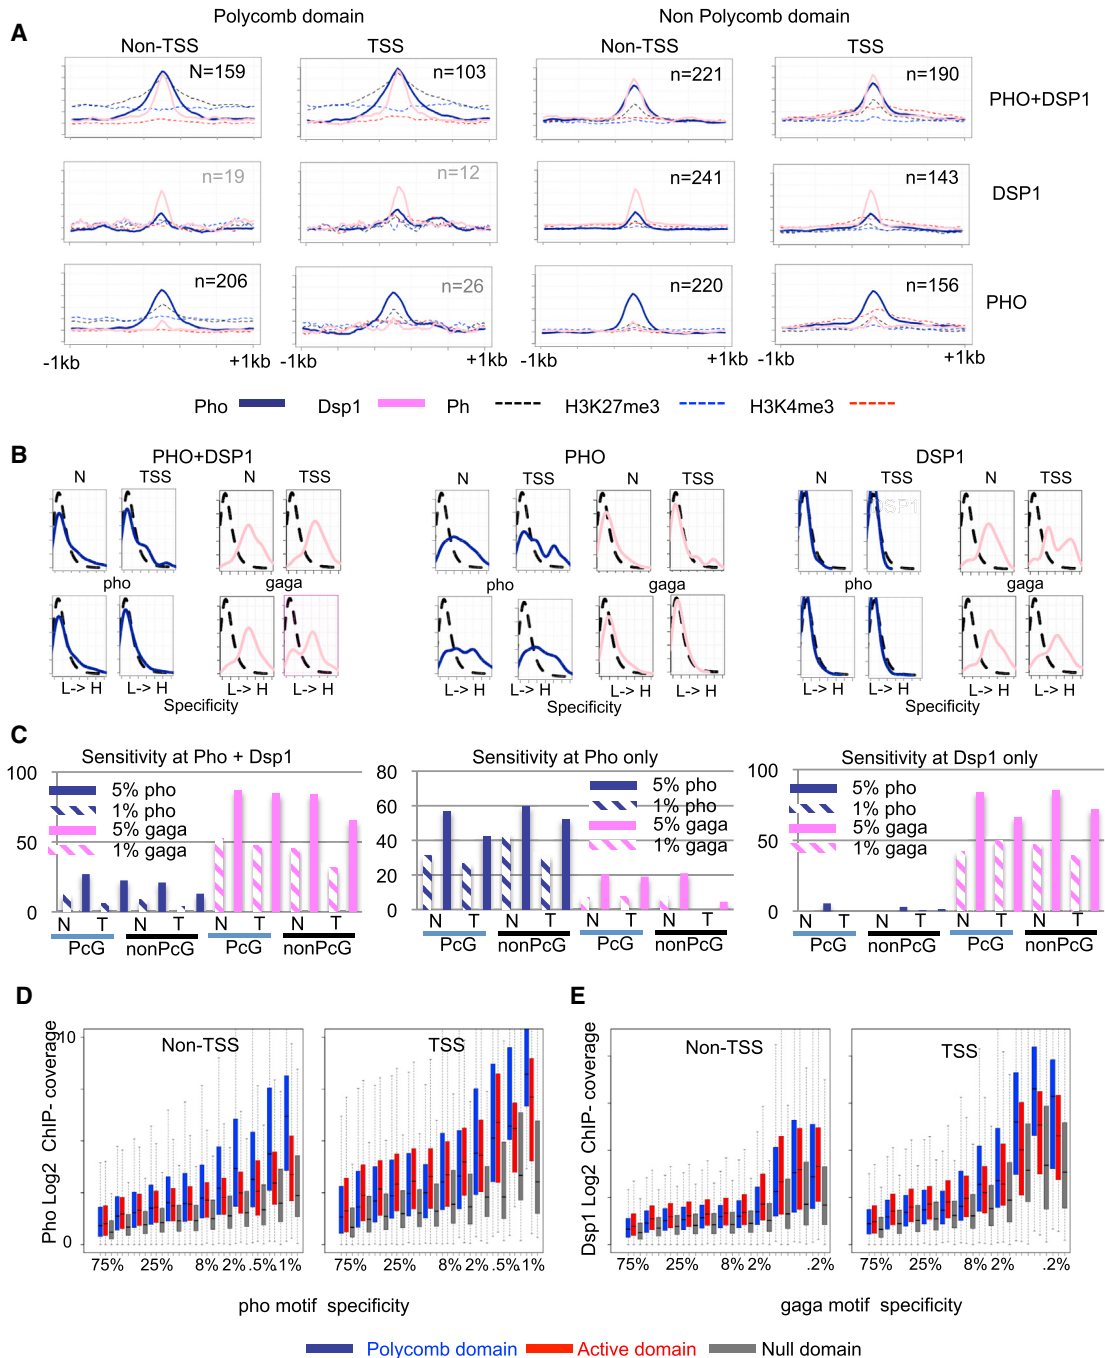 A
Polycomb domain
Non Polycomb domain
Non-TSS
TSS
Non-TSS
TSS
N=159
n=103
n=221
n=190
PHO+DSP1
n=19
n=12
n=241
n=143
DSP1
n=206
n=26
n=220
n=156
PHO
-1kb
+1kb
-1kb
+1kb
-1kb
+1kb
-1kb
+1kb
Pho
Dsp1
Ph
H3K27me3
H3K4me3
B
PHO+DSP1
PHO
DSP1
N
TSS
N
TSS
N
TSS
N
TSS
N
TSS
N
TSS
DSP1
pho
gaga
pho
gaga
pho
gaga
L-> H
L-> H
L-> H
L-> H
L-> H
L-> H
L-> H
L-> H
L-> H
L-> H
L-> H
L-> H
Specificity
Specificity
Specificity
C
Sensitivity at Pho + Dsp1
100
50
0
5% pho
1% pho
5% gaga
1% gaga
N
T
N
T
N
T
N
T
PcG
nonPcG
PcG
nonPcG
Sensitivity at Pho only
80
60
40
20
0
5% pho
1% pho
5% gaga
1% gaga
N
T
N
T
N
T
N
T
PcG
nonPcG
PcG
nonPcG
Sensitivity at Dsp1 only
100
50
0
5% pho
1% pho
5% gaga
1% gaga
N
T
N
T
N
T
N
T
PcG
nonPcG
PcG
nonPcG
D
Pho Log2 ChIP- coverage
10
0
Non-TSS
TSS
75%
25%
8%
2%
.5%
1%
75%
25%
8%
2%
.5%
1%
pho motif specificity
E
Dsp1 Log2 ChIP- coverage
Non-TSS
TSS
75%
25%
8%
2%
.2%
75%
25%
8%
2%
.2%
gaga motif specificity
Polycomb domain
Active domain
Null domain